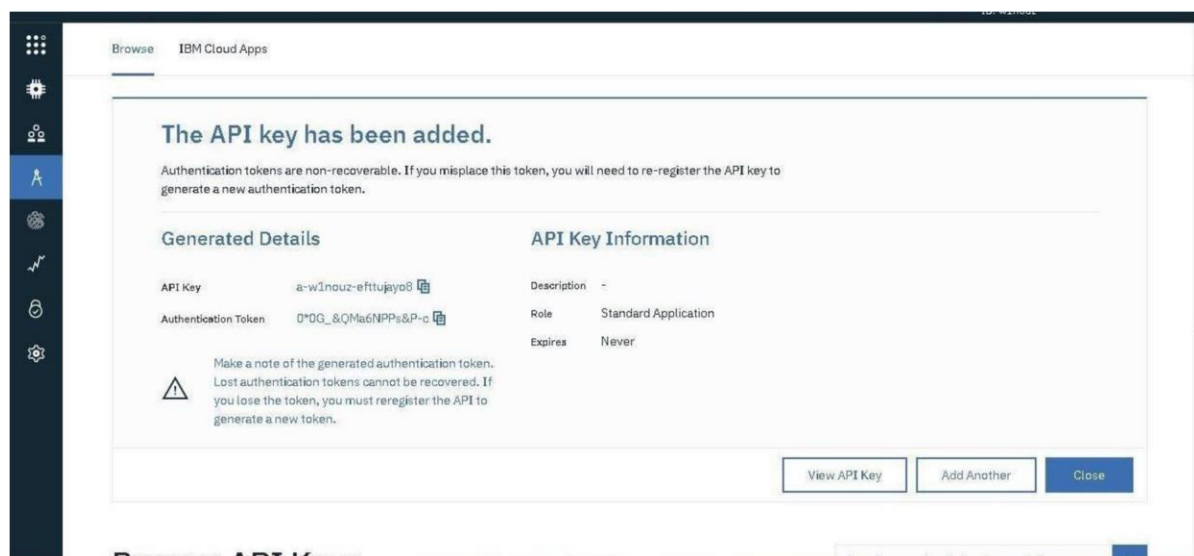 Browse IBM Cloud Apps
The API key has been added.
Authentication tokens are non-recoverable. If you misplace this token, you will need to re-register the API key to
generate a new authentication token.
Generated Details
API Key a-w1nouz-efttujayo8
Authentication Token 0*0G_&QMa6NPPs&P-c
Make a note of the generated authentication token.
Lost authentication tokens cannot be recovered. If
you lose the token, you must reregister the API to
generate a new token.
API Key Information
Description -
Role Standard Application
Expires Never
View API Key Add Another Close